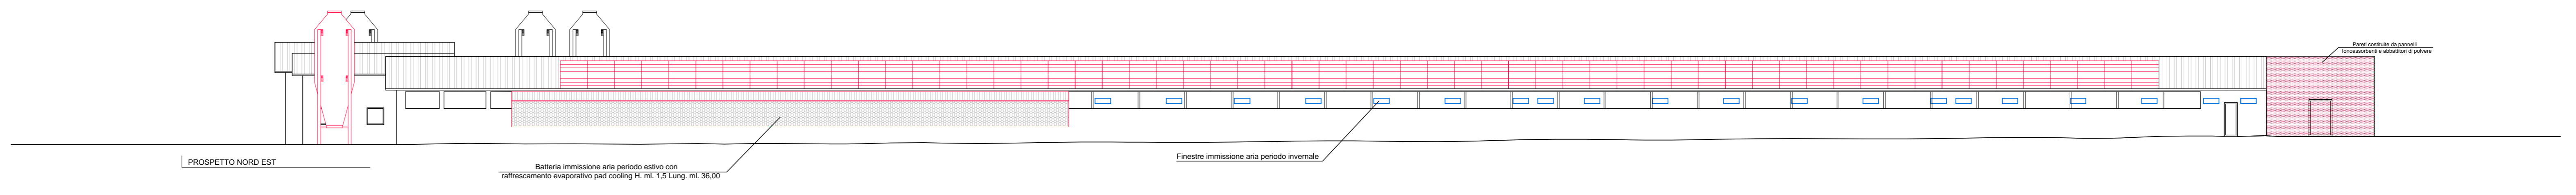 Pareti costituite da pannelli
fonoassorbenti e abbattitori di polvere
PROSPETTO NORD EST
Batteria immissione aria periodo estivo con
raffrescamento evaporativo pad cooling H. ml. 1,5 Lung. ml. 36,00
Finestre immissione aria periodo invernale